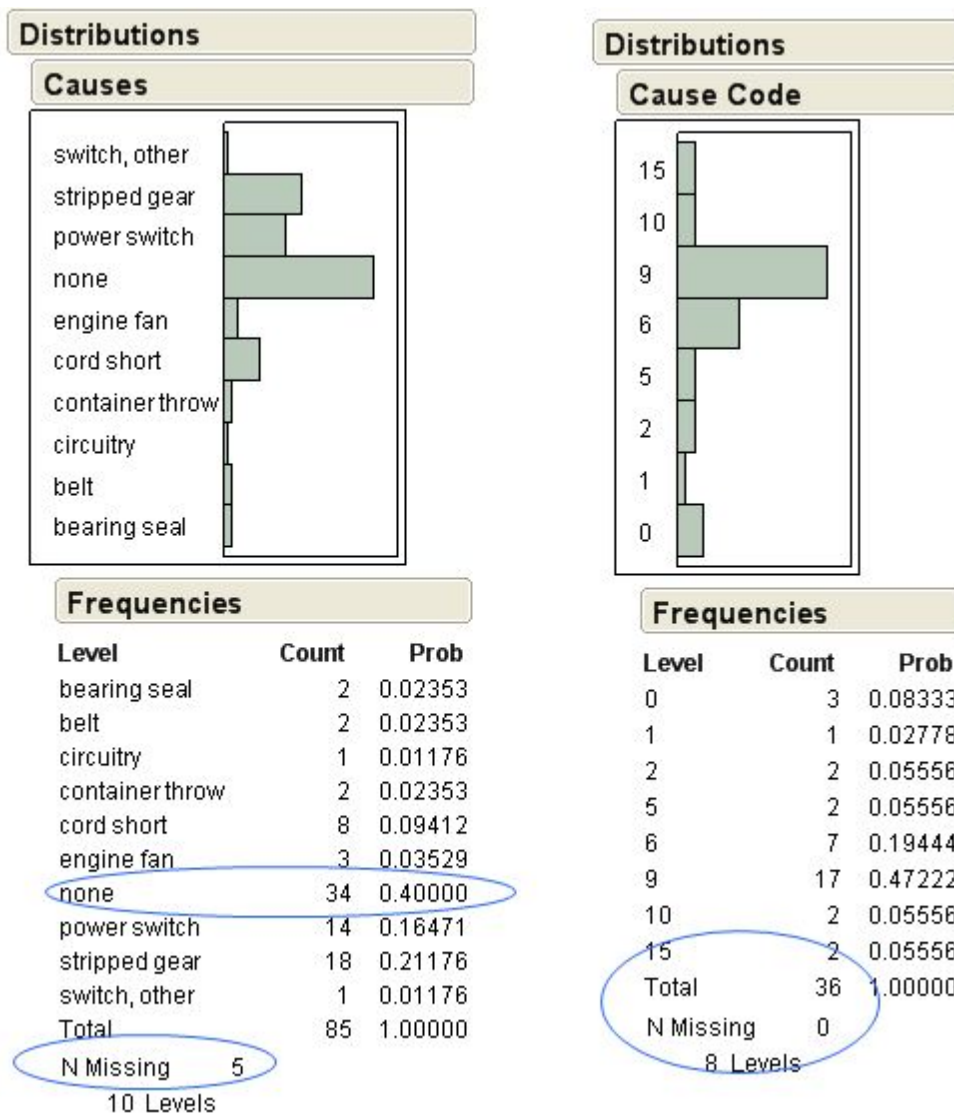 Distributions
Causes
switch, other
stripped gear
power switch
none
engine fan
cord short
container throw
circuitry
belt
bearing seal
Frequencies
Level Count Prob
bearing seal 2 0.02353
belt 2 0.02353
circuitry 1 0.01176
container throw 2 0.02353
cord short 8 0.09412
engine fan 3 0.03529
none 34 0.40000
power switch 14 0.16471
stripped gear 18 0.21176
switch, other 1 0.01176
Total 85 1.00000
N Missing 5
10 Levels
Distributions
Cause Code
15
10
9
6
5
2
1
0
Frequencies
Level Count Prob
0 3 0.08333
1 1 0.02778
2 2 0.05556
5 2 0.05556
6 7 0.19444
9 17 0.47222
10 2 0.05556
15 2 0.05556
Total 36 1.00000
N Missing 0
8 Levels